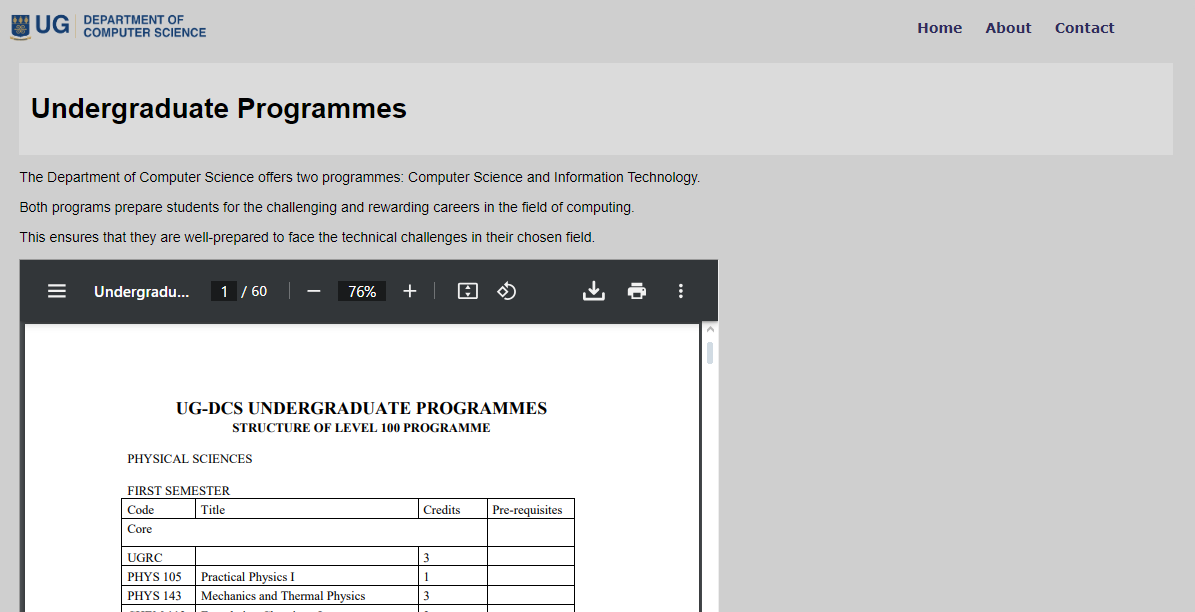 UG DEPARTMENT OF
COMPUTER SCIENCE
Home About Contact
Undergraduate Programmes
The Department of Computer Science offers two programmes: Computer Science and Information Technology.
Both programs prepare students for the challenging and rewarding careers in the field of computing.
This ensures that they are well-prepared to face the technical challenges in their chosen field.
Undergradu... 1 / 60 76%
UG-DCS UNDERGRADUATE PROGRAMMES
STRUCTURE OF LEVEL 100 PROGRAMME
PHYSICAL SCIENCES
FIRST SEMESTER
Code Title Credits Pre-requisites
Core
UGRC 3
PHYS 105 Practical Physics I 1
PHYS 143 Mechanics and Thermal Physics 3